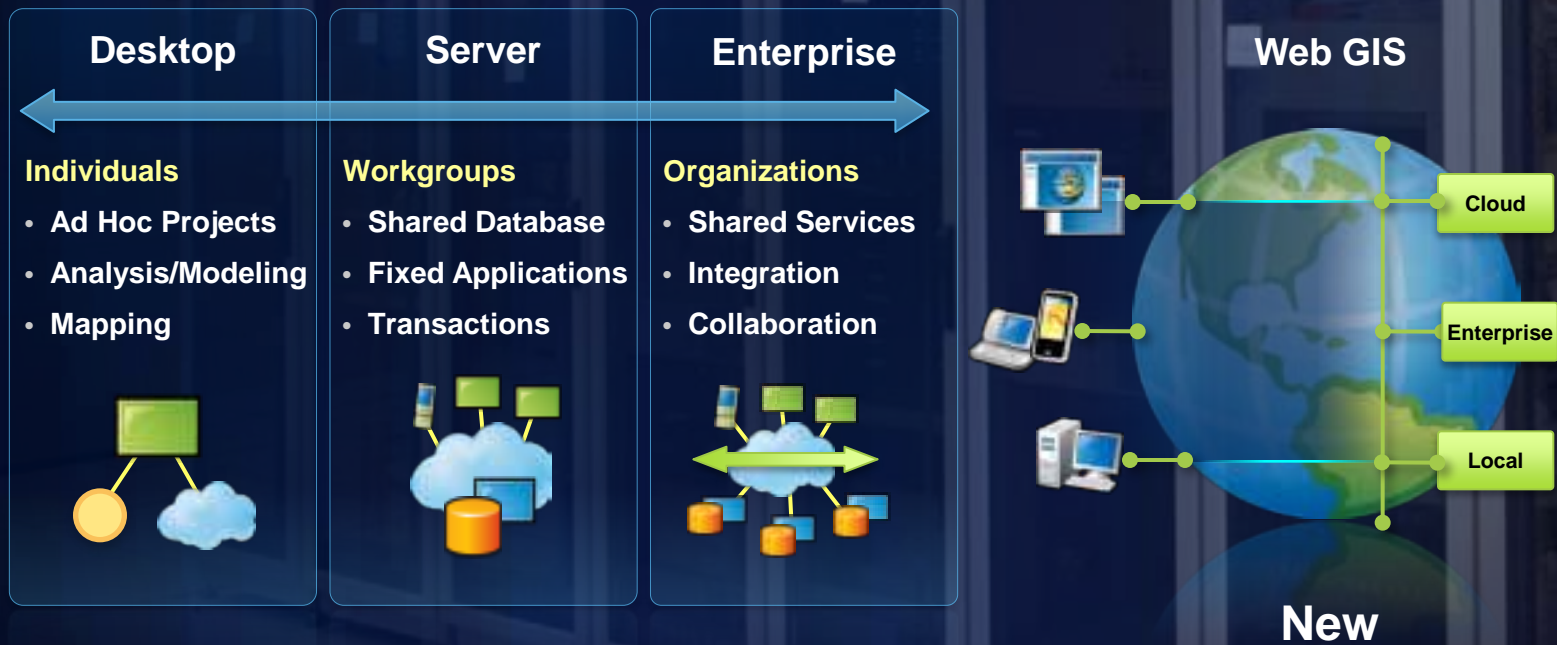 Desktop
Individuals
• Ad Hoc Projects
• Analysis/Modeling
• Mapping
Server
Workgroups
• Shared Database
• Fixed Applications
• Transactions
Enterprise
Organizations
• Shared Services
• Integration
• Collaboration
Web GIS
Cloud
Enterprise
Local
New